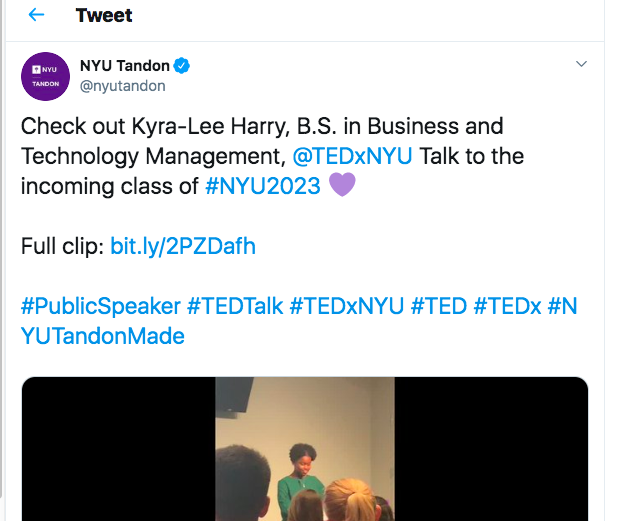 Tweet
NYU
TANDON
NYU Tandon
@nyutandon
Check out Kyra-Lee Harry, B.S. in Business and
Technology Management, @TEDxNYU Talk to the
incoming class of #NYU2023 💜
Full clip: bit.ly/2PZDafh
#PublicSpeaker #TEDTalk #TEDxNYU #TED #TEDx #N
YUTandonMade